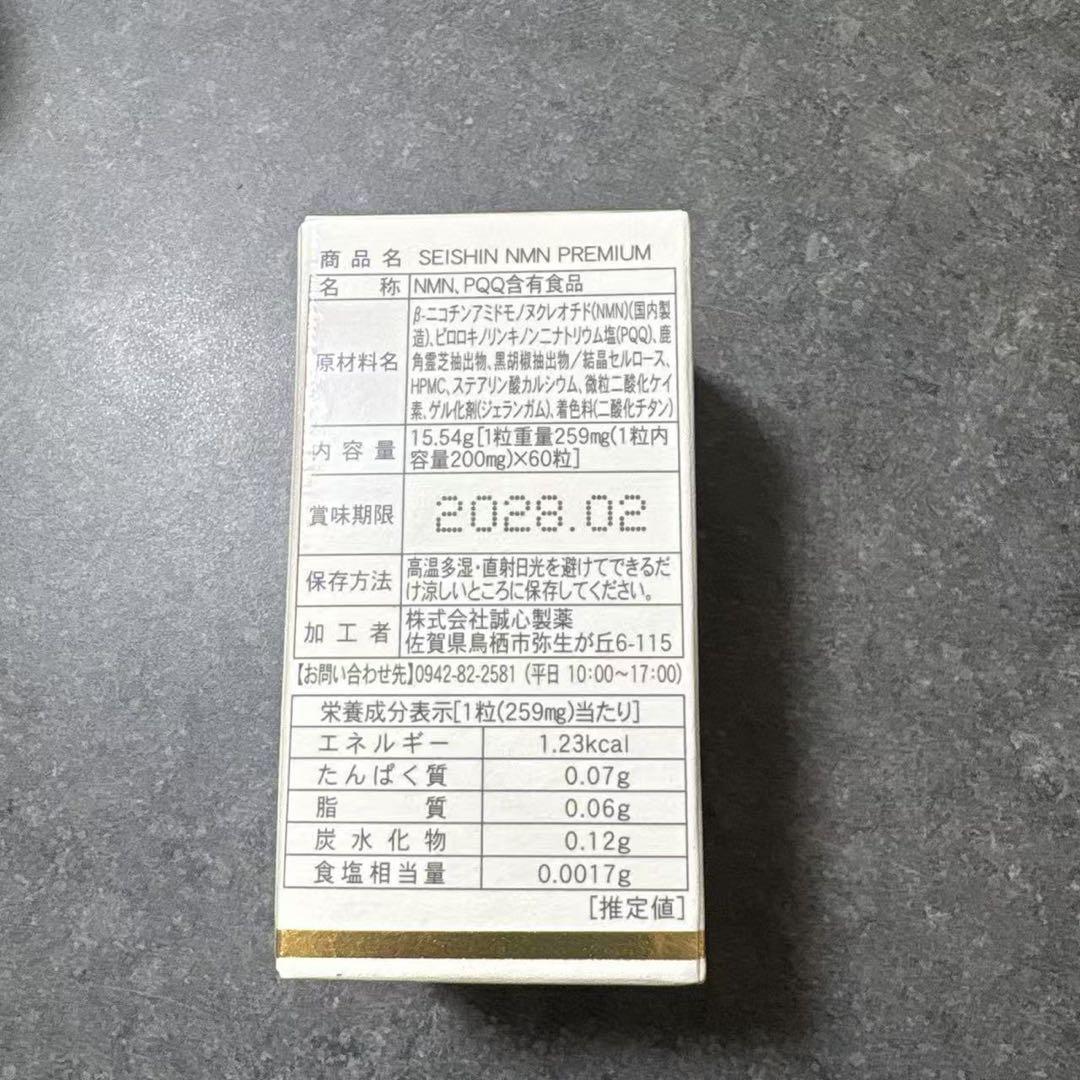 商品名 SEISHIN NMN PREMIUM
名称 NMN、PQQ含有食品
原材料名 β-ニコチンアミドモノヌクレオチド(NMN)(国内製
造)、ピロロキノリンキノン二ナトリウム塩(PQQ)、鹿
角霊芝抽出物、黒胡椒抽出物/結晶セルロース、
HPMC、ステアリン酸カルシウム、微粒二酸化ケイ
素、ゲル化剤(ジェランガム)、着色料(二酸化チタン)
内容量 15.54g[1粒重量259mg(1粒内
容量200mg)×60粒]
賞味期限 2028.02
保存方法 高温多湿・直射日光を避けてできるだ
け涼しいところに保存してください。
加工者 株式会社誠心製薬
佐賀県鳥栖市弥生が丘6-115
【お問い合わせ先】0942-82-2581 (平日 10:00～17:00)
栄養成分表示[1粒(259mg)当たり]
エネルギー 1.23kcal
たんぱく質 0.07g
脂質 0.06g
炭水化物 0.12g
食塩相当量 0.0017g
[推定値]